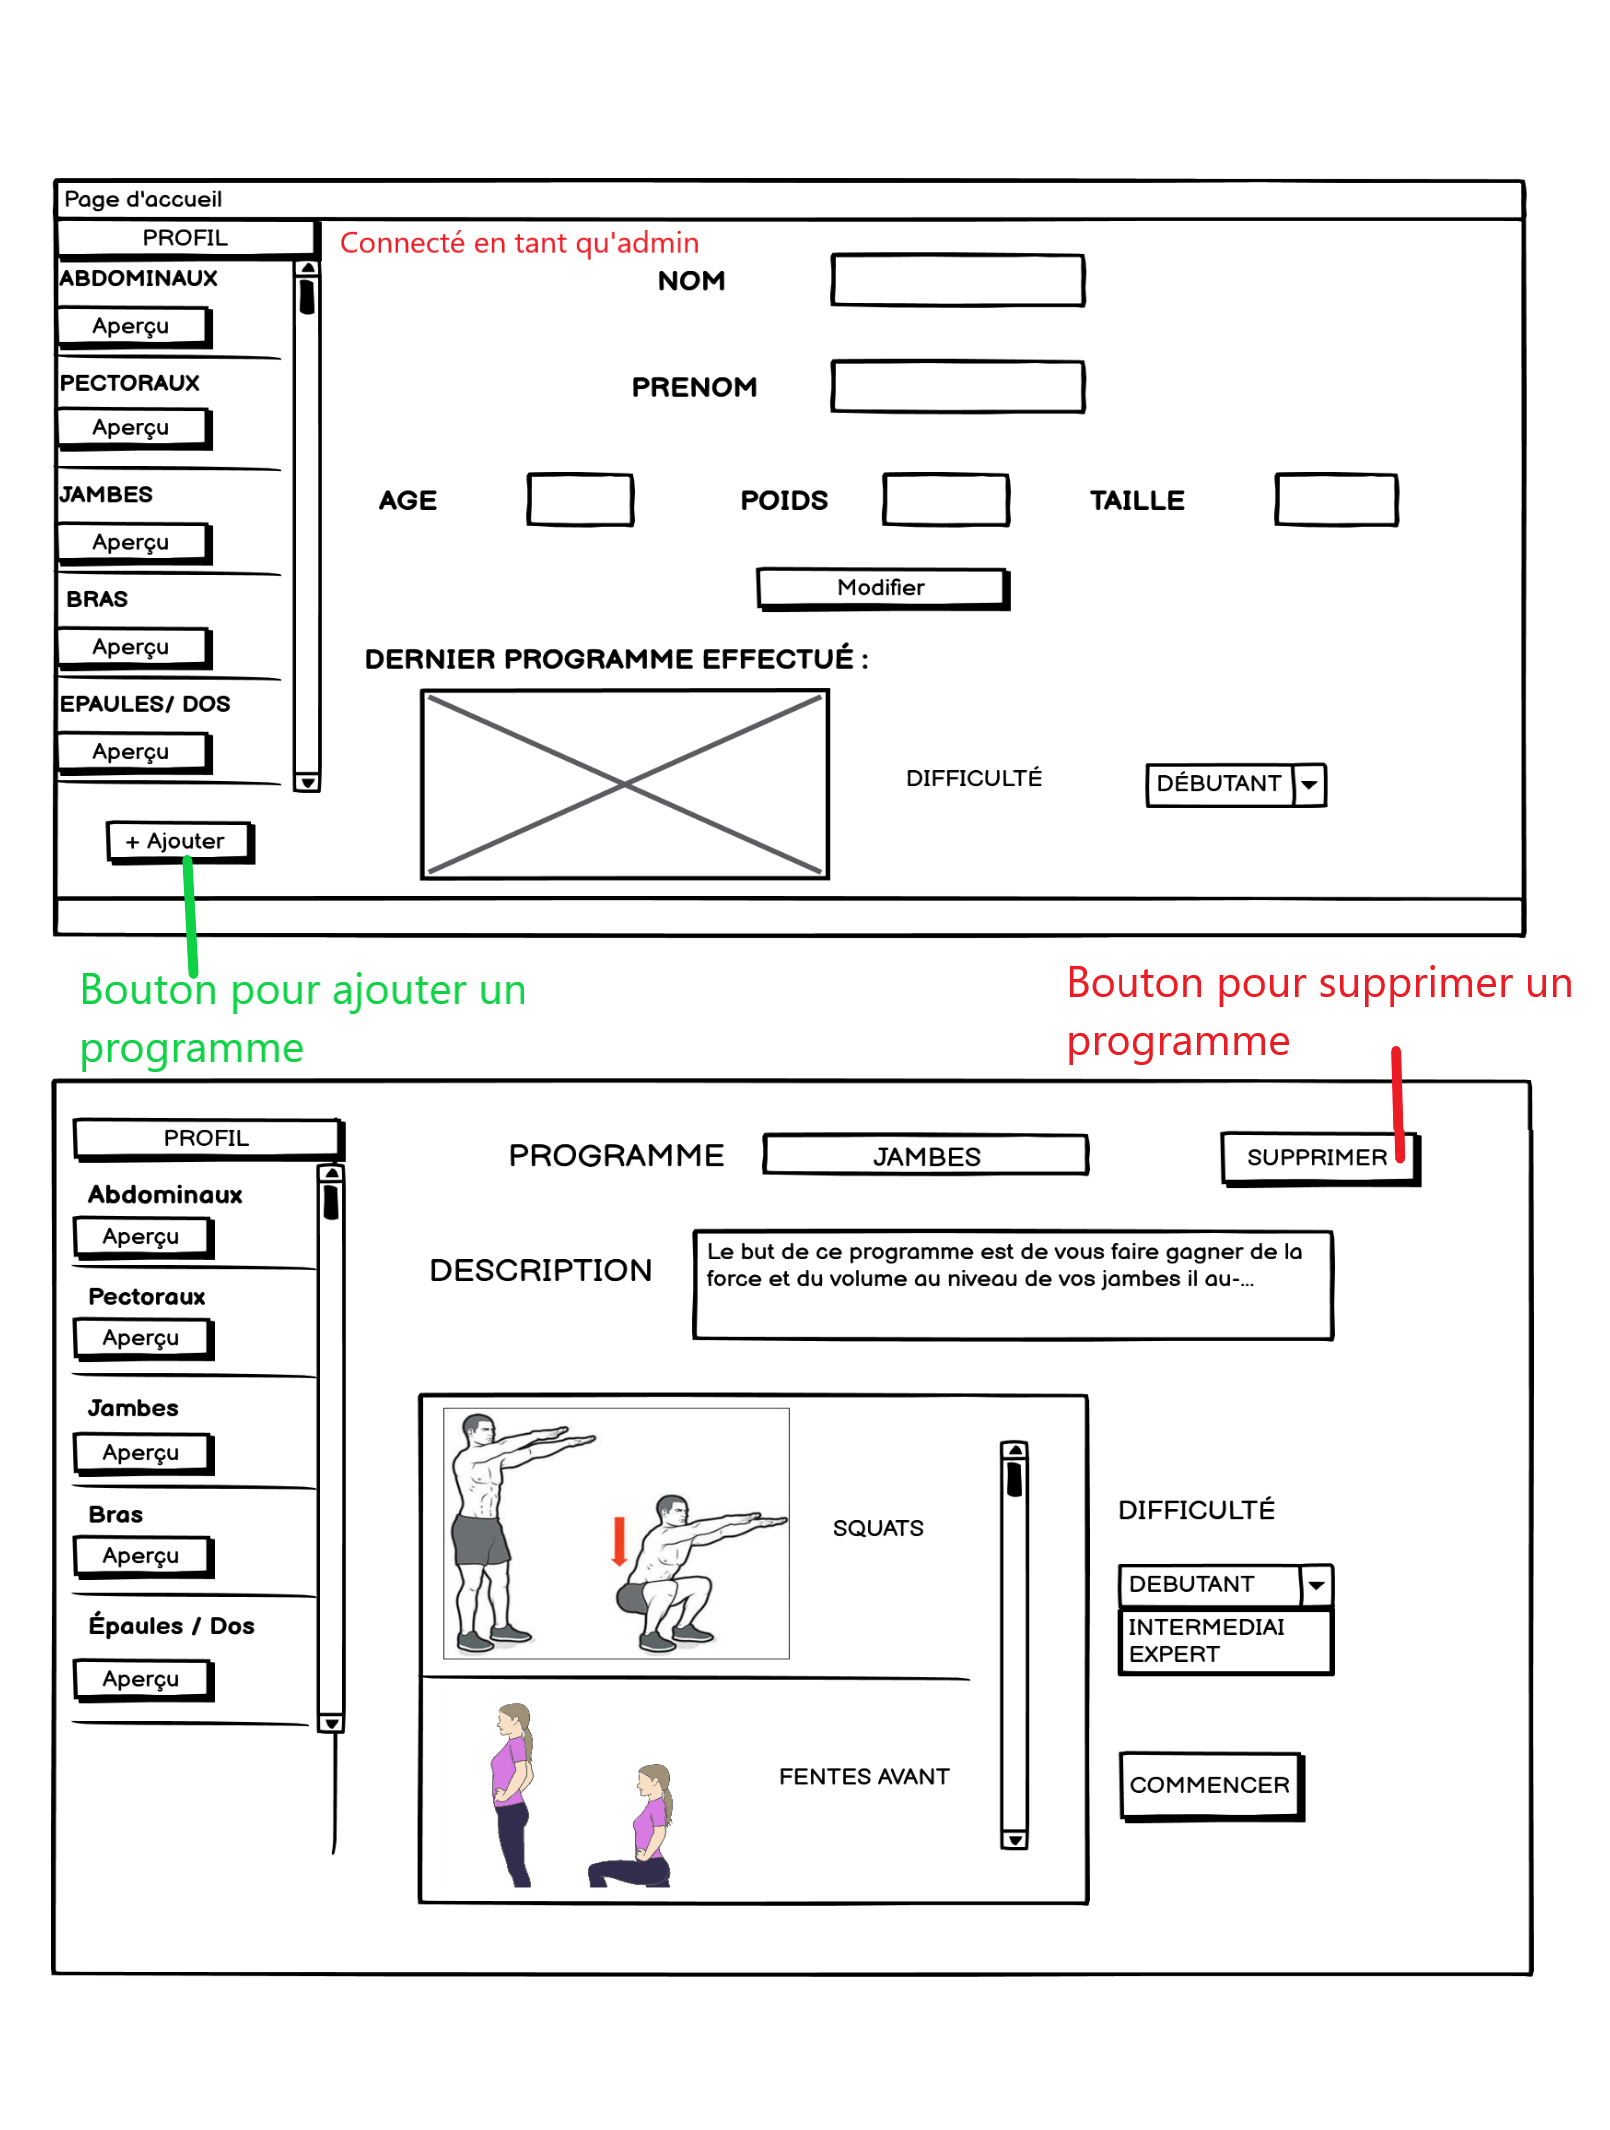 Page d'accueil
PROFIL
Connecté en tant qu'admin
ABDOMINAUX
Aperçu
PECTORAUX
Aperçu
JAMBES
Aperçu
BRAS
Aperçu
EPAULES/ DOS
Aperçu
+ Ajouter
NOM
PRENOM
AGE
POIDS
TAILLE
Modifier
DERNIER PROGRAMME EFFECTUÉ :
DIFFICULTÉ
DÉBUTANT
Bouton pour ajouter un
programme
Bouton pour supprimer un
programme
PROFIL
Abdominaux
Aperçu
Pectoraux
Aperçu
Jambes
Aperçu
Bras
Aperçu
Épaules / Dos
Aperçu
PROGRAMME
JAMBES
SUPPRIMER
DESCRIPTION
Le but de ce programme est de vous faire gagner de la
force et du volume au niveau de vos jambes il au-...
SQUATS
FENTES AVANT
DIFFICULTÉ
DEBUTANT
INTERMEDIAI
EXPERT
COMMENCER